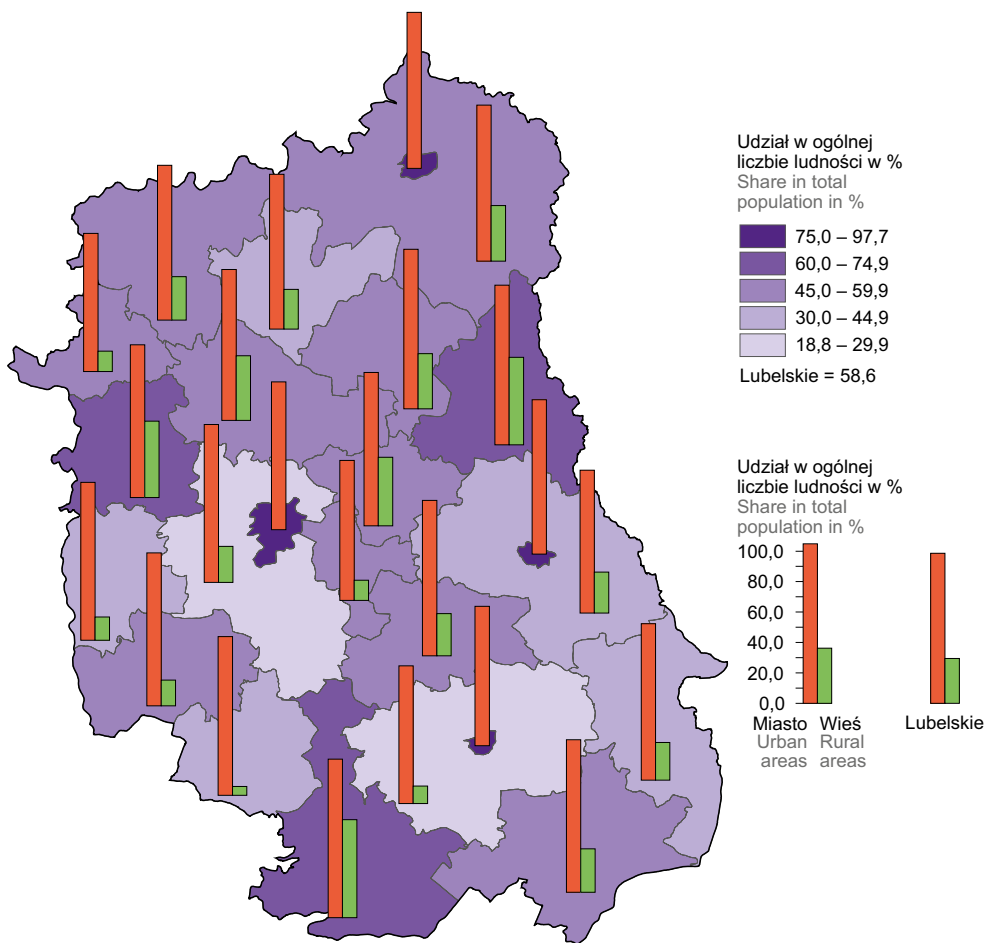 Udział w ogólnej
liczbie ludności w %
Share in total
population in %
75,0 – 97,7
60,0 – 74,9
45,0 – 59,9
30,0 – 44,9
18,8 – 29,9
Lubelskie = 58,6
Udział w ogólnej
liczbie ludności w %
Share in total
population in %
100,0
80,0
60,0
40,0
20,0
0,0
Miasto Wieś Lubelskie
Urban Rural
areas areas